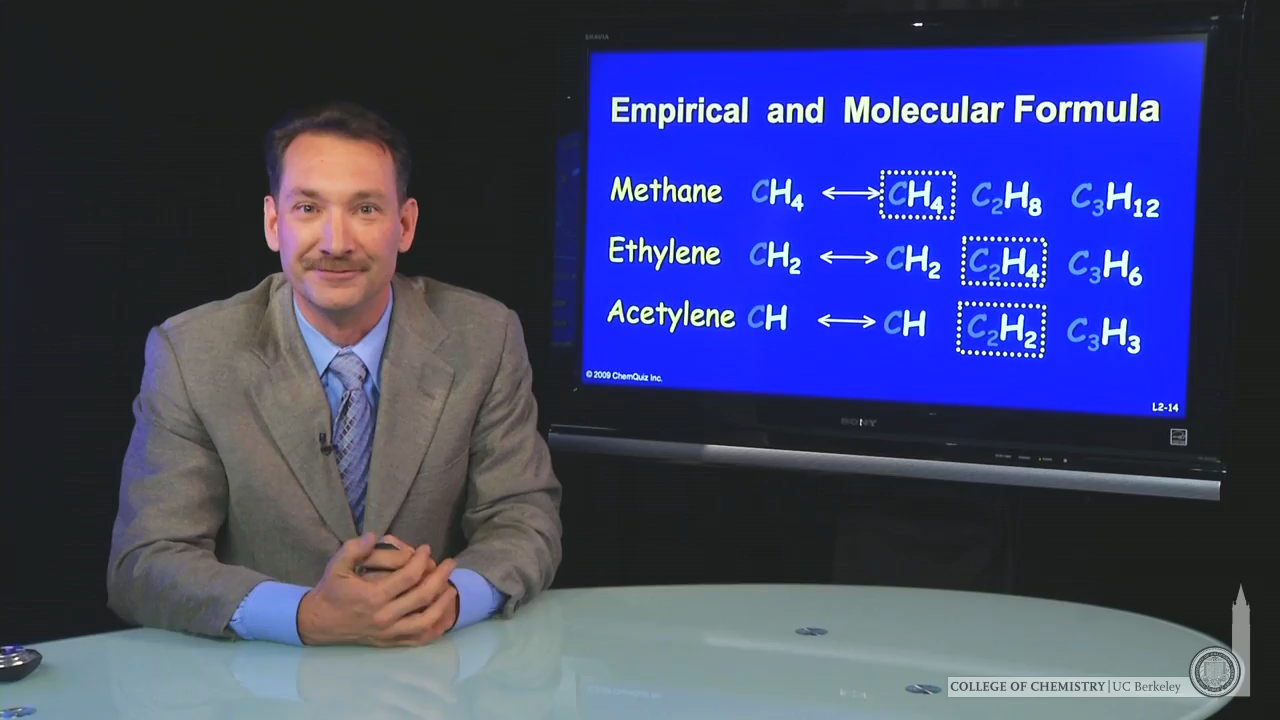 BRAVIA
Empirical and Molecular Formula
Methane CH₄ ⟷ CH₄ C₂H₈ C₃H₁₂
Ethylene CH₂ ⟷ CH₂ C₂H₄ C₃H₆
Acetylene CH ⟷ CH C₂H₂ C₃H₃
© 2009 ChemQuiz Inc.
L2-14
SONY
COLLEGE OF CHEMISTRY | UC Berkeley